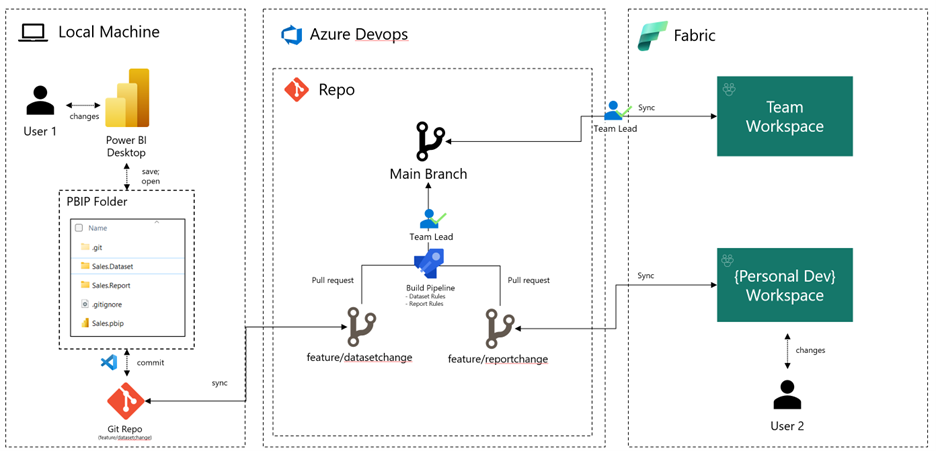 Local Machine
User 1
changes
Power BI
Desktop
save;
open
PBIP Folder
Name
.git
Sales.Dataset
Sales.Report
.gitignore
Sales.pbip
commit
Git Repo
(feature/datasetchange)
sync
Azure Devops
Repo
Main Branch
Team Lead
Pull request
Pull request
Build Pipeline
- Dataset Rules
- Report Rules
feature/datasetchange
feature/reportchange
Fabric
Team Lead
Sync
Team
Workspace
Sync
{Personal Dev}
Workspace
changes
User 2